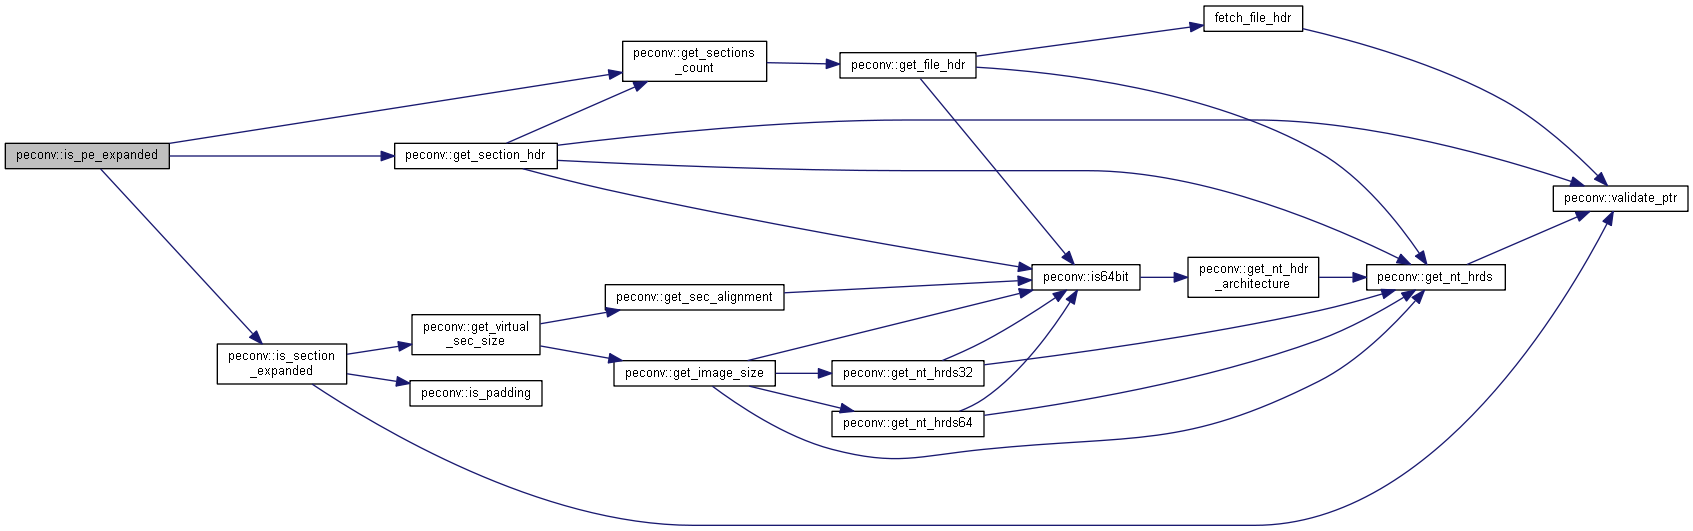 fetch_file_hdr
peconv::get_sections
_count
peconv::get_file_hdr
peconv::is_pe_expanded
peconv::get_section_hdr
peconv::validate_ptr
peconv::is64bit
peconv::get_nt_hdr
_architecture
peconv::get_nt_hrds
peconv::get_sec_alignment
peconv::get_virtual
_sec_size
peconv::is_section
_expanded
peconv::get_image_size
peconv::get_nt_hrds32
peconv::is_padding
peconv::get_nt_hrds64